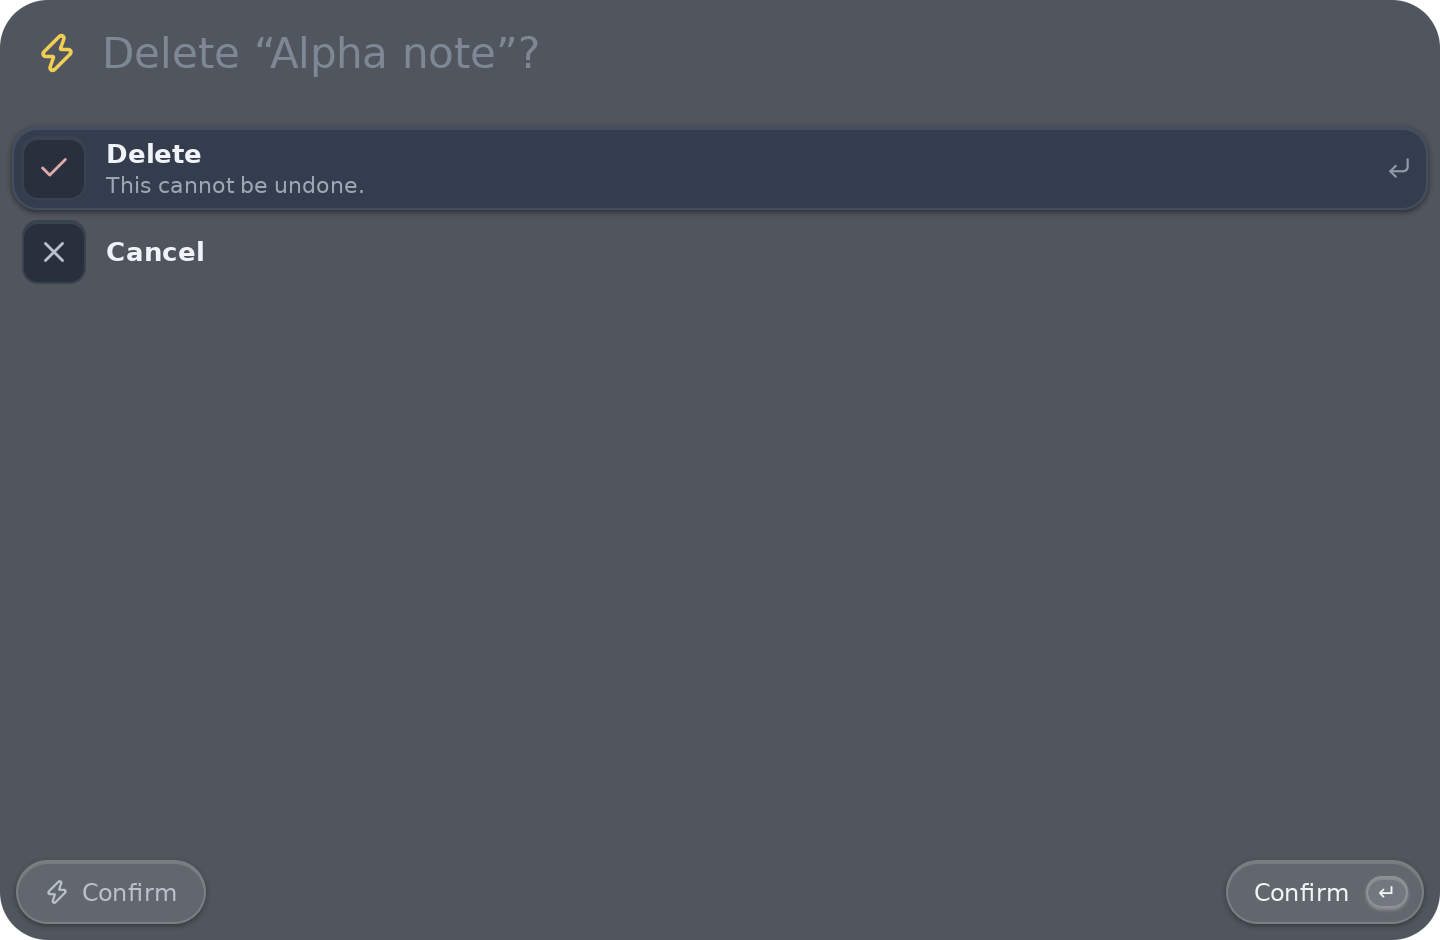 Delete “Alpha note”?
Delete
This cannot be undone.
Cancel
Confirm
Confirm